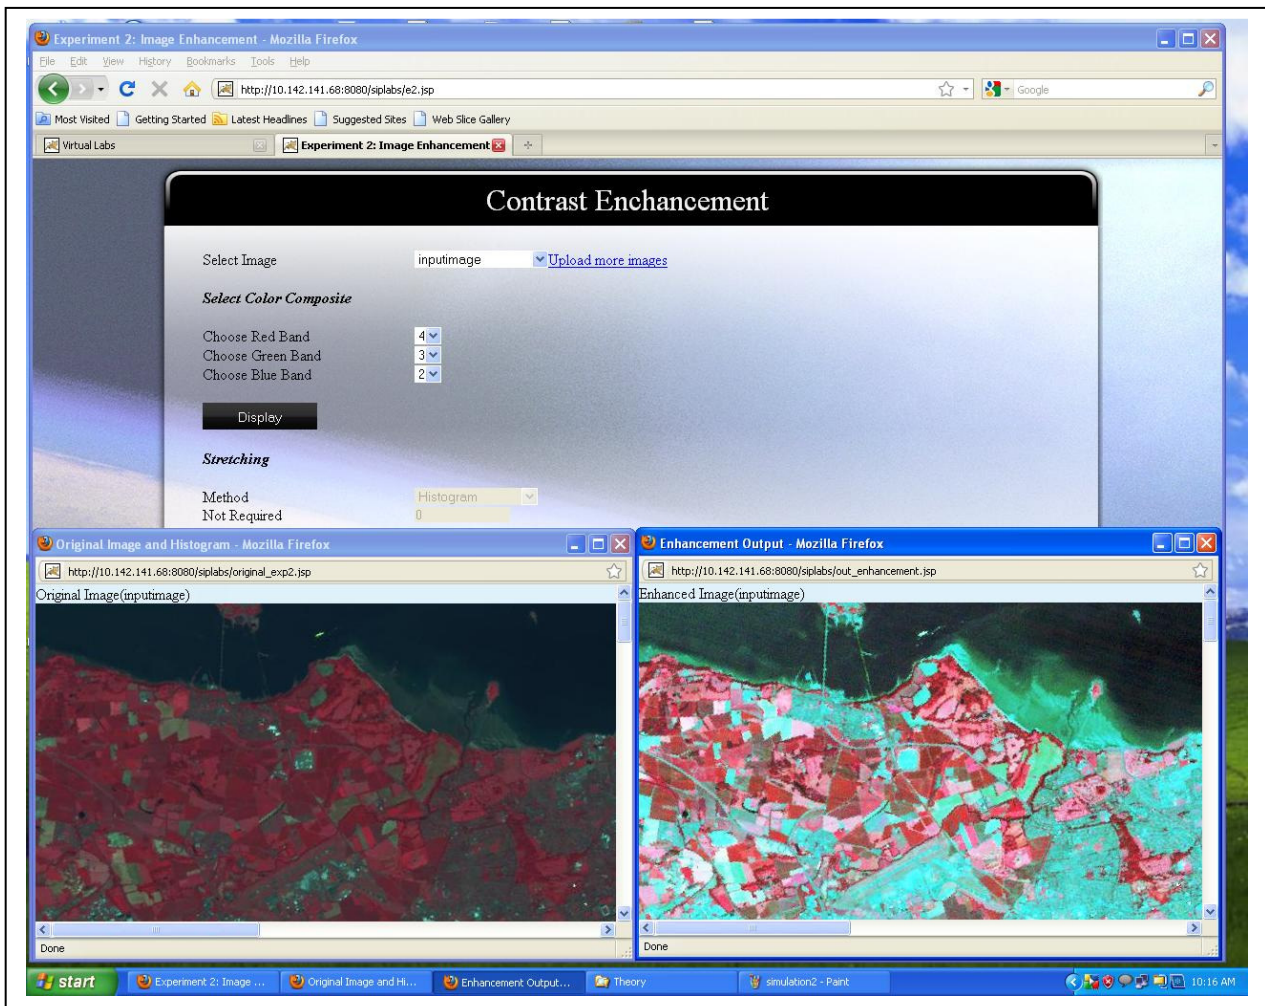 Experiment 2: Image Enhancement - Mozilla Firefox
File Edit View History Bookmarks Tools Help
http://10.142.141.68:8080/siplabs/e2.jsp
Google
Most Visited Getting Started Latest Headlines Suggested Sites Web Slice Gallery
Virtual Labs Experiment 2: Image Enhancement
Contrast Enchancement
Select Image inputimage Upload more images
Select Color Composite
Choose Red Band 4
Choose Green Band 3
Choose Blue Band 2
Display
Stretching
Method Histogram
Not Required 0
Original Image and Histogram - Mozilla Firefox
http://10.142.141.68:8080/siplabs/original_exp2.jsp
Original Image(inputimage)
Done
Enhancement Output - Mozilla Firefox
http://10.142.141.68:8080/siplabs/out_enhancement.jsp
Enhanced Image(inputimage)
Done
start Experiment 2: Image ... Original Image and Hi... Enhancement Output... Theory simulation2 - Paint 10:16 AM